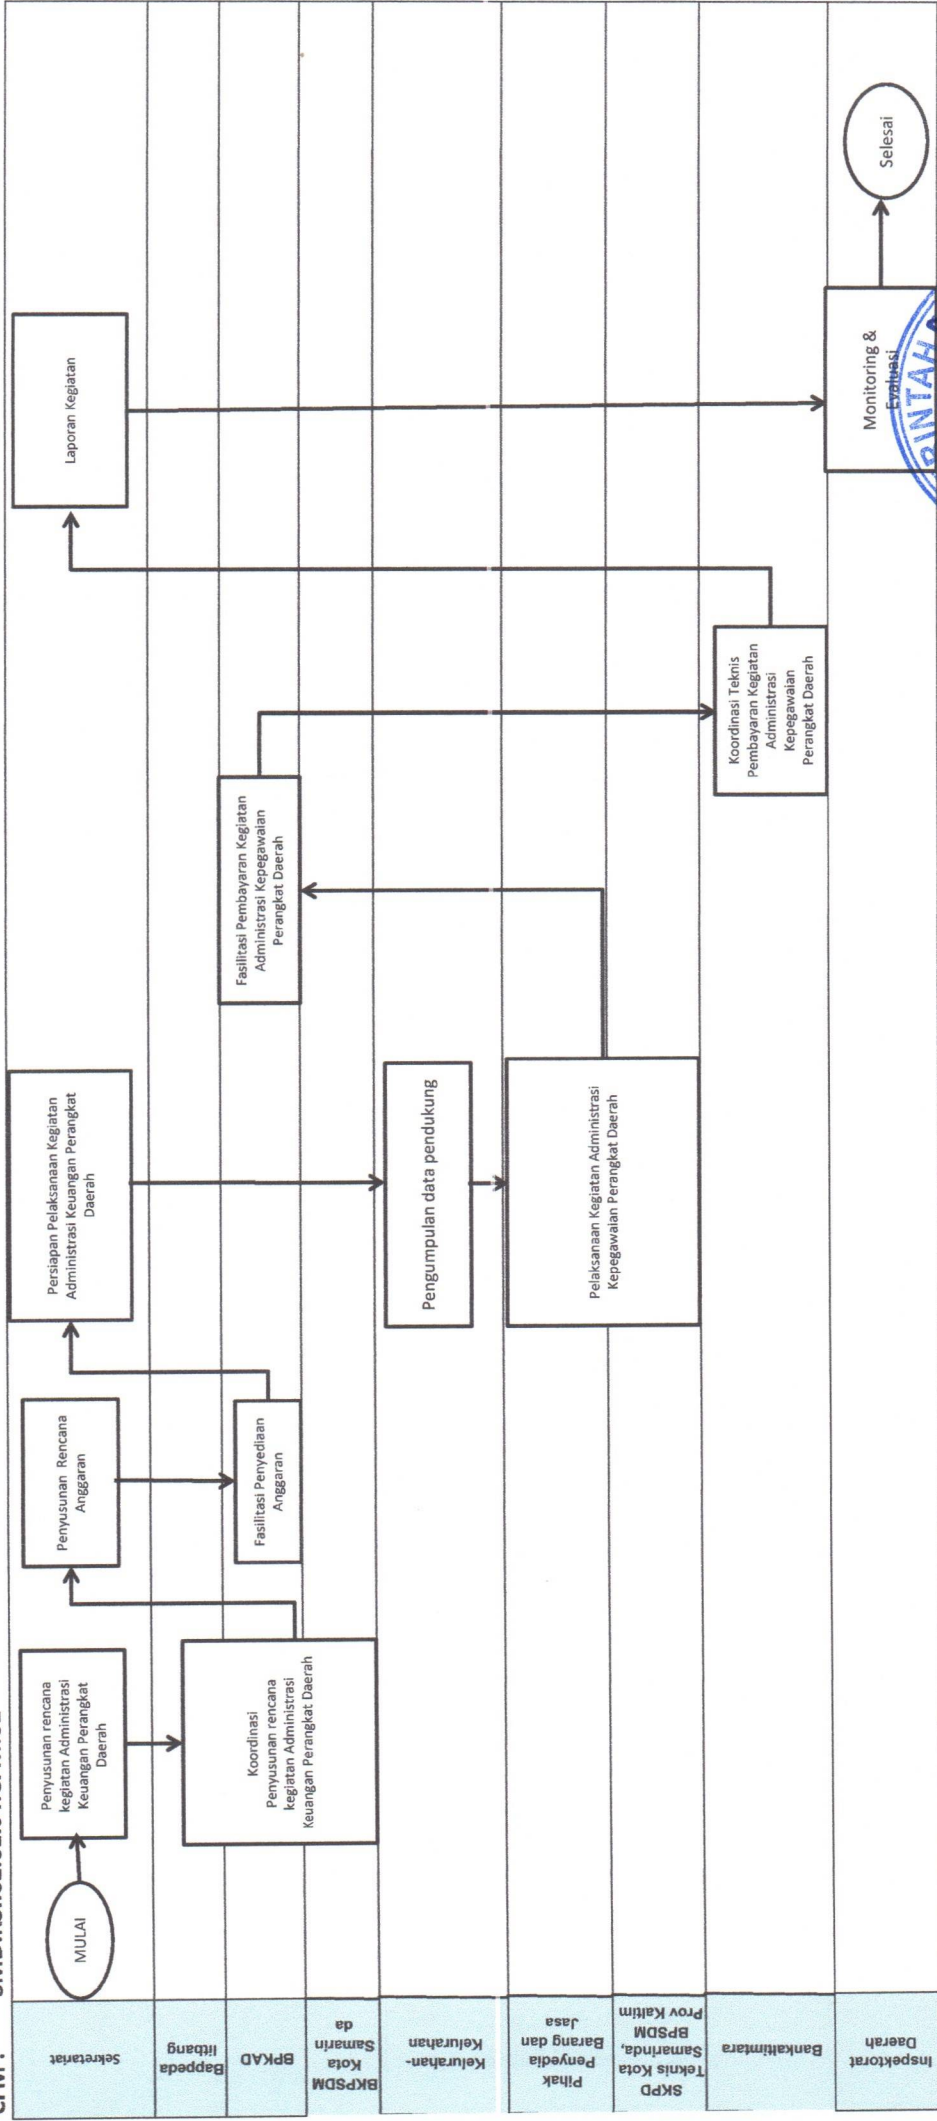 Sekretariat
Bappeda
litbang
BPKAD
BKPSDM
Kota
Samarin
da
Kelurahan-
Kelurahan
Pihak
Penyedia
Barang dan
Jasa
SKPD
Teknis Kota
Samarinda,
BPSDM
Prov Kaltim
Bankaltimtara
Inspektorat
Daerah
MULAI
Penyusunan rencana
kegiatan Administrasi
Keuangan Perangkat
Daerah
Koordinasi
Penyusunan rencana
kegiatan Administrasi
Keuangan Perangkat Daerah
Penyusunan Rencana
Anggaran
Fasilitasi Penyediaan
Anggaran
Persiapan Pelaksanaan Kegiatan
Administrasi Keuangan Perangkat
Daerah
Pengumpulan data pendukung
Pelaksanaan Kegiatan Administrasi
Kepegawaian Perangkat Daerah
Fasilitasi Pembayaran Kegiatan
Administrasi Kepegawaian
Perangkat Daerah
Koordinasi Teknis
Pembayaran Kegiatan
Administrasi
Kepegawaian
Perangkat Daerah
Laporan Kegiatan
Monitoring &
Evaluasi
Selesai